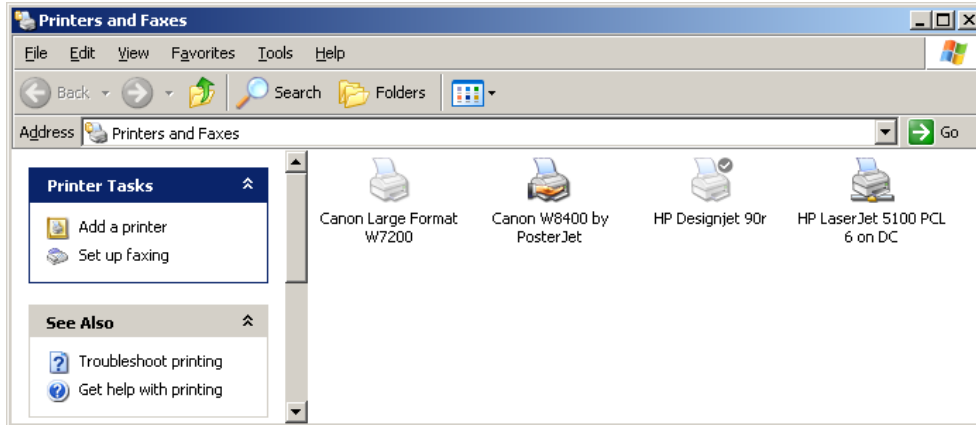 Printers and Faxes
File Edit View Favorites Tools Help
Back Search Folders
Address Printers and Faxes Go
Printer Tasks
Add a printer
Set up faxing
See Also
Troubleshoot printing
Get help with printing
Canon Large Format
W7200
Canon W8400 by
PosterJet
HP Designjet 90r
HP LaserJet 5100 PCL
6 on DC